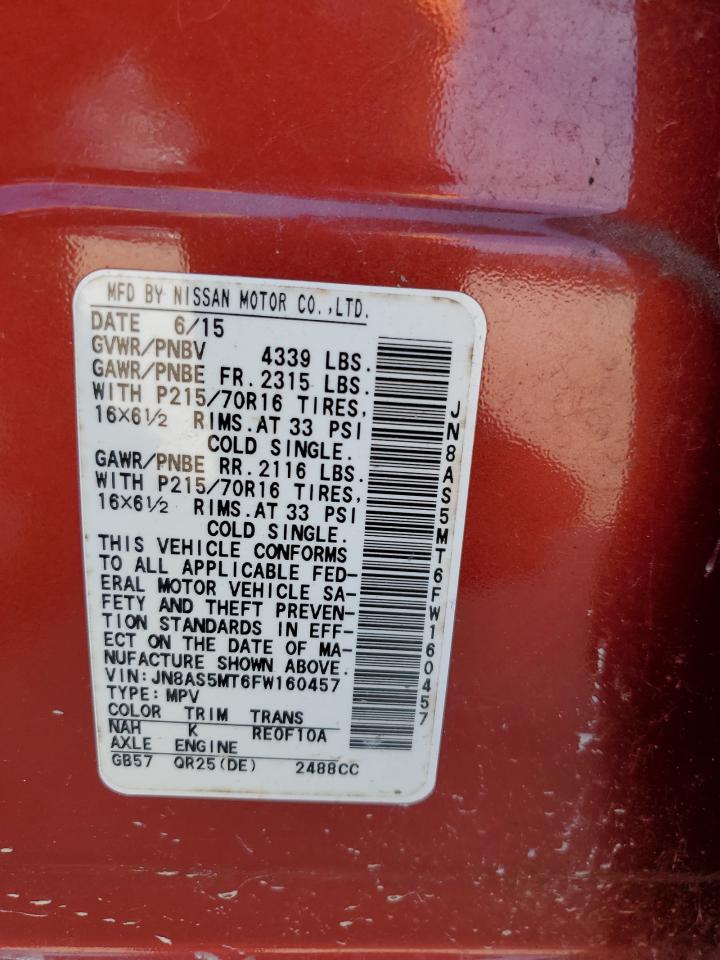 MFD BY NISSAN MOTOR CO.,LTD.
DATE 6/15
GVWR/PNBV 4339 LBS.
GAWR/PNBE FR. 2315 LBS.
WITH P215/70R16 TIRES,
16X6½ RIMS.AT 33 PSI
COLD SINGLE.
GAWR/PNBE RR. 2116 LBS.
WITH P215/70R16 TIRES,
16X6½ RIMS.AT 33 PSI
COLD SINGLE.
THIS VEHICLE CONFORMS
TO ALL APPLICABLE FED-
ERAL MOTOR VEHICLE SA-
FETY AND THEFT PREVEN-
TION STANDARDS IN EFF-
ECT ON THE DATE OF MA-
NUFACTURE SHOWN ABOVE.
VIN:JN8AS5MT6FW160457
TYPE:MPV
COLOR TRIM TRANS
NAH K RE0F10A
AXLE ENGINE
GB57 QR25(DE) 2488CC
JN8AS5MT6FW160457